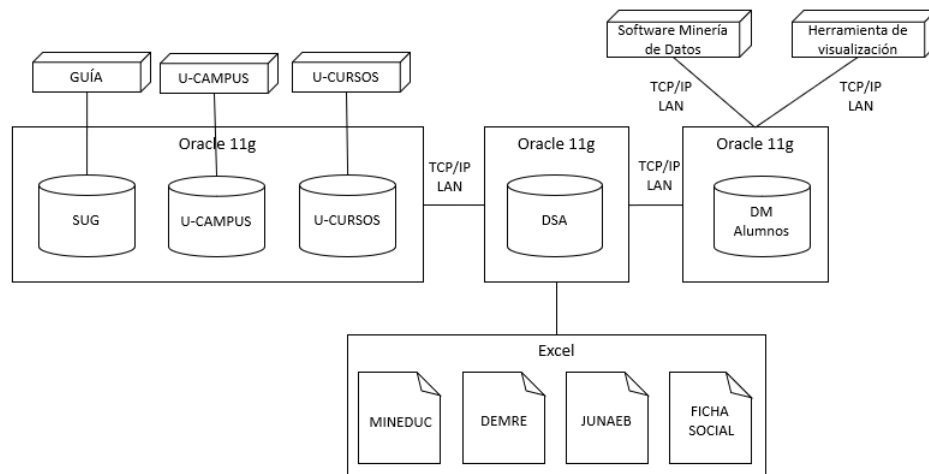 Software Minería
de Datos
Herramienta de
visualización
GUÍA
U-CAMPUS
U-CURSOS
TCP/IP
LAN
TCP/IP
LAN
Oracle 11g
Oracle 11g
Oracle 11g
TCP/IP
LAN
TCP/IP
LAN
SUG
U-CAMPUS
U-CURSOS
DSA
DM
Alumnos
Excel
MINEDUC
DEMRE
JUNAEB
FICHA
SOCIAL